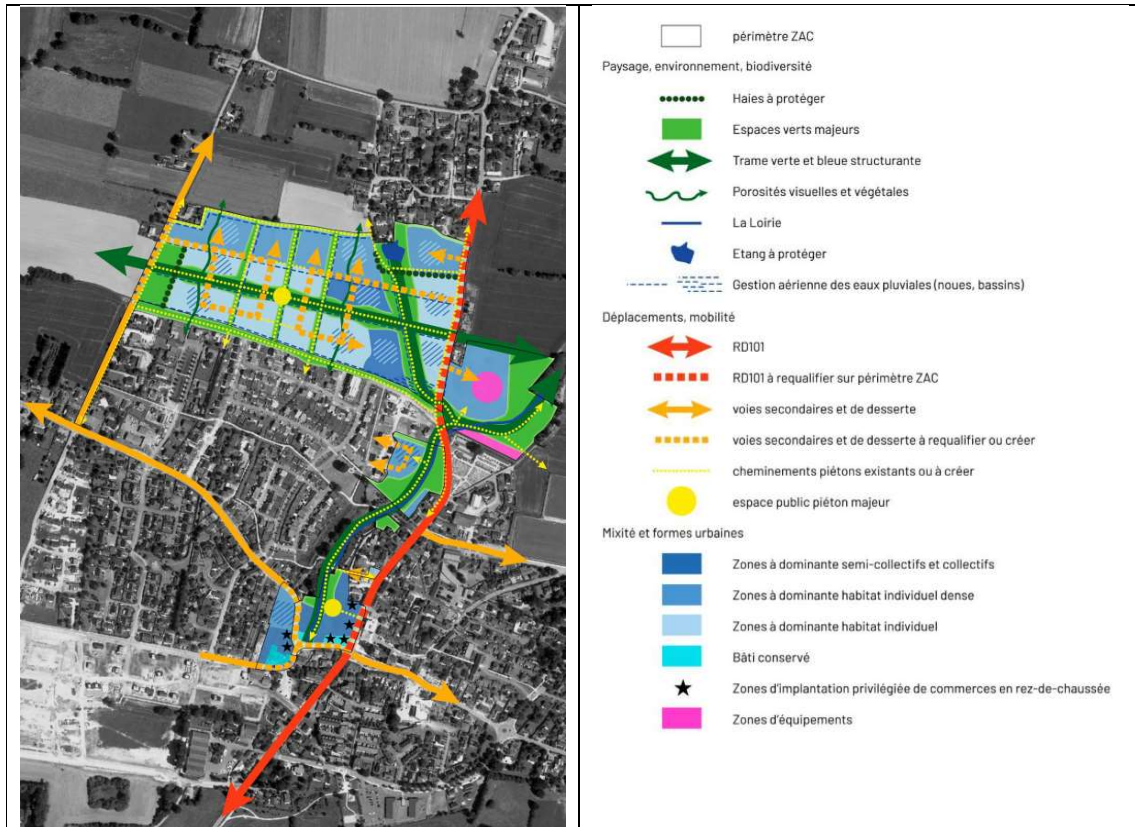 périmètre ZAC
Paysage, environnement, biodiversité
Haies à protéger
Espaces verts majeurs
Trame verte et bleue structurante
Porosités visuelles et végétales
La Loirie
Etang à protéger
Gestion aérienne des eaux pluviales (noues, bassins)
Déplacements, mobilité
RD101
RD101 à requalifier sur périmètre ZAC
voies secondaires et de desserte
voies secondaires et de desserte à requalifier ou créer
cheminements piétons existants ou à créer
espace public piéton majeur
Mixité et formes urbaines
Zones à dominante semi-collectifs et collectifs
Zones à dominante habitat individuel dense
Zones à dominante habitat individuel
Bâti conservé
Zones d'implantation privilégiée de commerces en rez-de-chaussée
Zones d'équipements